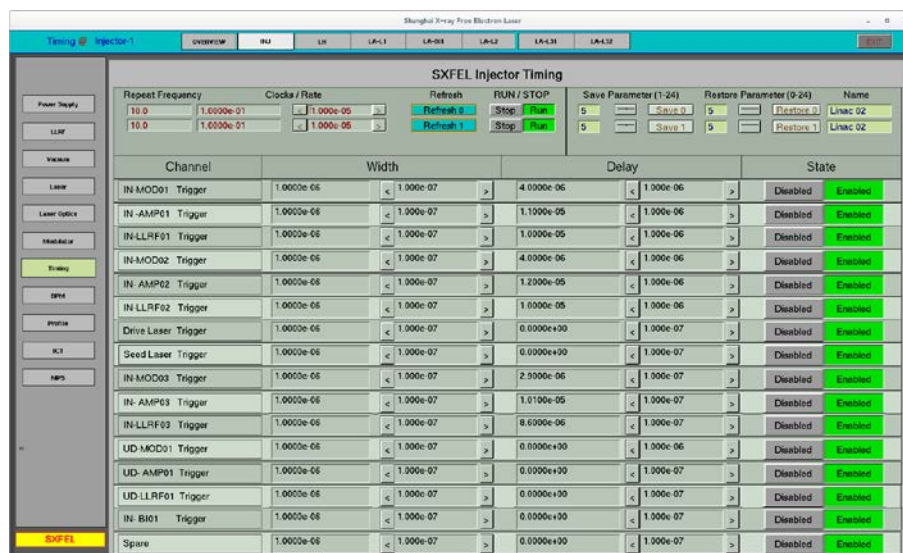 Shanghai X-ray Free Electron Laser
Timing @ Injector-1 OVERVIEW INJ LH LA-L1 LA-BI1 LA-L2 LA-L31 LA-L32 EXIT
SXFEL Injector Timing
Repeat Frequency Clocks / Rate Refresh RUN / STOP Save Parameter (1-24) Restore Parameter (0-24) Name
10.0 1.0000e-01 < 1.000e-05 > Refresh 0 Stop Run 5 Save 0 5 Restore 0 Linac 02
10.0 1.0000e-01 < 1.000e-05 > Refresh 1 Stop Run 5 Save 1 5 Restore 1 Linac 02
Channel Width Delay State
IN-MOD01 Trigger 1.0000e-06 < 1.000e-07 > 4.0000e-06 < 1.000e-06 > Disabled Enabled
IN-AMP01 Trigger 1.0000e-06 < 1.000e-07 > 1.1000e-05 < 1.000e-06 > Disabled Enabled
IN-LLRF01 Trigger 1.0000e-06 < 1.000e-07 > 1.0000e-05 < 1.000e-06 > Disabled Enabled
IN-MOD02 Trigger 1.0000e-06 < 1.000e-07 > 4.0000e-06 < 1.000e-06 > Disabled Enabled
IN- AMP02 Trigger 1.0000e-06 < 1.000e-07 > 1.2000e-05 < 1.000e-06 > Disabled Enabled
IN-LLRF02 Trigger 1.0000e-06 < 1.000e-07 > 1.0000e-05 < 1.000e-06 > Disabled Enabled
Drive Laser Trigger 1.0000e-06 < 1.000e-07 > 0.0000e+00 < 1.000e-07 > Disabled Enabled
Seed Laser Trigger 1.0000e-06 < 1.000e-07 > 0.0000e+00 < 1.000e-07 > Disabled Enabled
IN-MOD03 Trigger 1.0000e-06 < 1.000e-07 > 2.9000e-06 < 1.000e-07 > Disabled Enabled
IN- AMP03 Trigger 1.0000e-06 < 1.000e-07 > 1.0100e-05 < 1.000e-07 > Disabled Enabled
IN-LLRF03 Trigger 1.0000e-06 < 1.000e-07 > 8.6000e-06 < 1.000e-07 > Disabled Enabled
UD-MOD01 Trigger 1.0000e-06 < 1.000e-07 > 0.0000e+00 < 1.000e-06 > Disabled Enabled
UD- AMP01 Trigger 1.0000e-06 < 1.000e-07 > 0.0000e+00 < 1.000e-07 > Disabled Enabled
UD-LLRF01 Trigger 1.0000e-06 < 1.000e-07 > 0.0000e+00 < 1.000e-07 > Disabled Enabled
IN- BI01 Trigger 1.0000e-06 < 1.000e-07 > 0.0000e+00 < 1.000e-07 > Disabled Enabled
Spare 1.0000e-06 < 1.000e-07 > 0.0000e+00 < 1.000e-07 > Disabled Enabled
Power Supply
LLRF
Vacuum
Laser
Laser Optics
Modulator
Timing
BPM
Profile
ICT
MPS
SXFEL